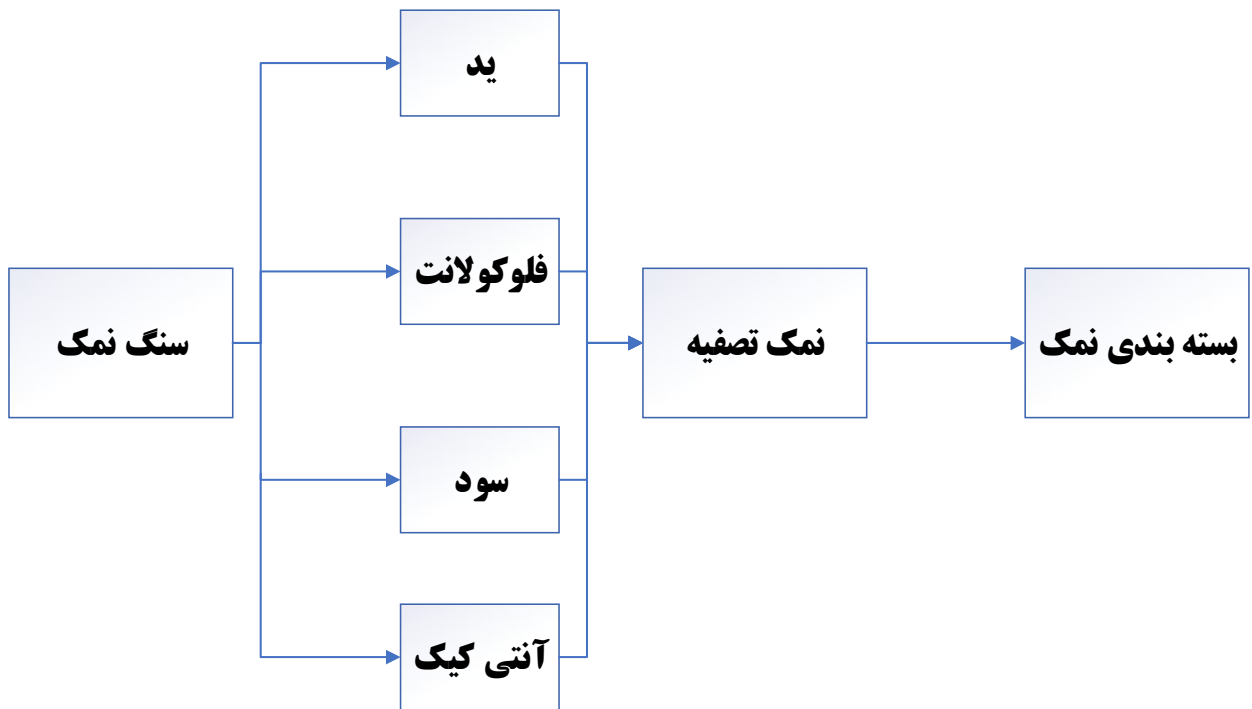 ید
فلوکولانت
سنگ نمک
نمک تصفیه
بسته بندی نمک
سود
آنتی کیک